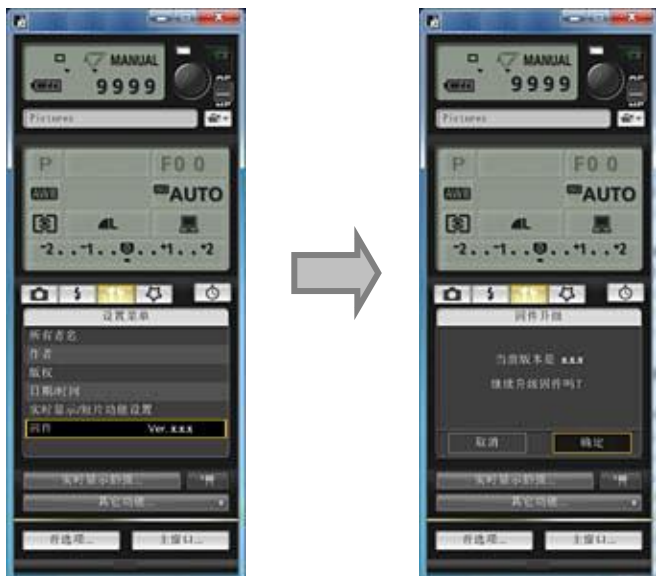 MANUAL
9999
Pictures
P F0 0
AWB AUTO
L
-2..-1..0..+1..+2
设置菜单
所有者名
作者
版权
日期/时间
实时显示/短片功能设置
固件 Ver. x.x.x
实时显示拍摄...
其它功能...
首选项... 主窗口...
MANUAL
9999
Pictures
P F0 0
AWB AUTO
L
-2..-1..0..+1..+2
固件升级
当前版本是 x.x.x
继续升级固件吗?
取消 确定
实时显示拍摄...
其它功能...
首选项... 主窗口...